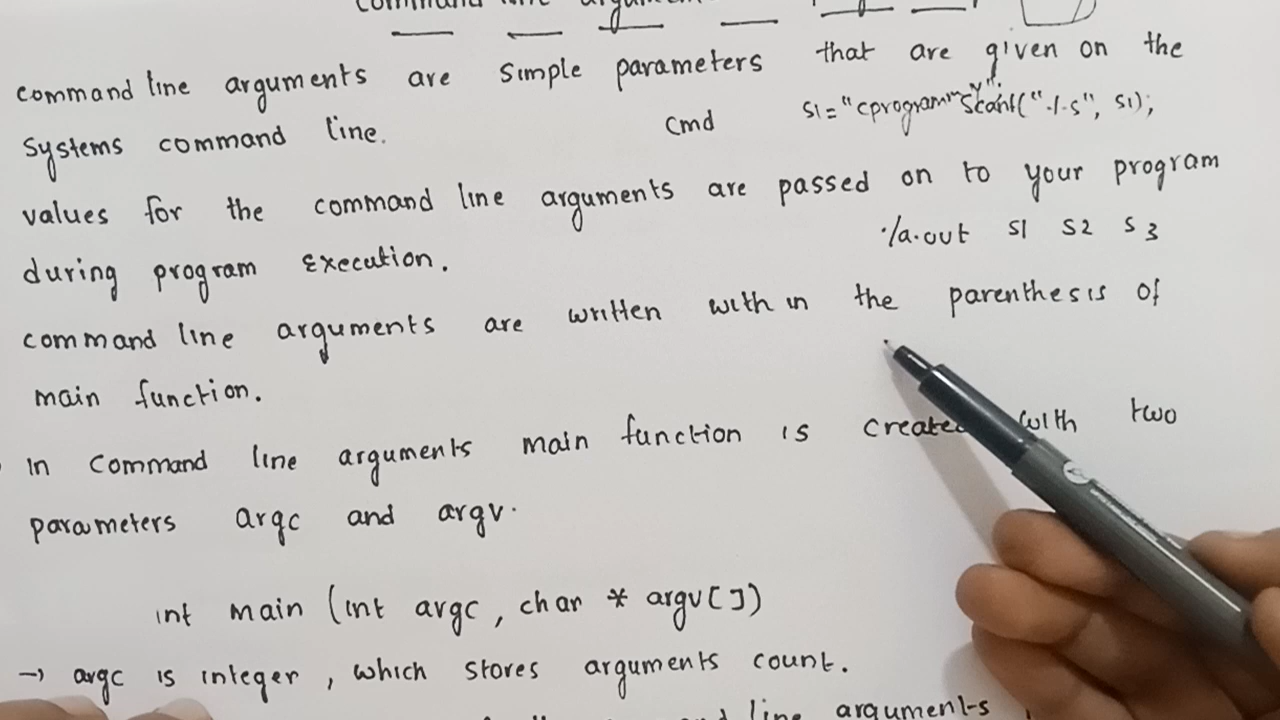 command line arguments are simple parameters that are given on the
systems command line. cmd s1="cprogramming". scanf("-/-s", s1);
values for the command line arguments are passed on to your program
during program execution. ./a.out s1 s2 s3
command line arguments are written with in the parenthesis of
main function.
In command line arguments main function is created with two
parameters argc and argv.
int main (int argc, char * argv[])
→ argc is integer, which stores arguments count.
line arguments